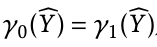 γ₀(Ŷ) = γ₁(Ŷ),